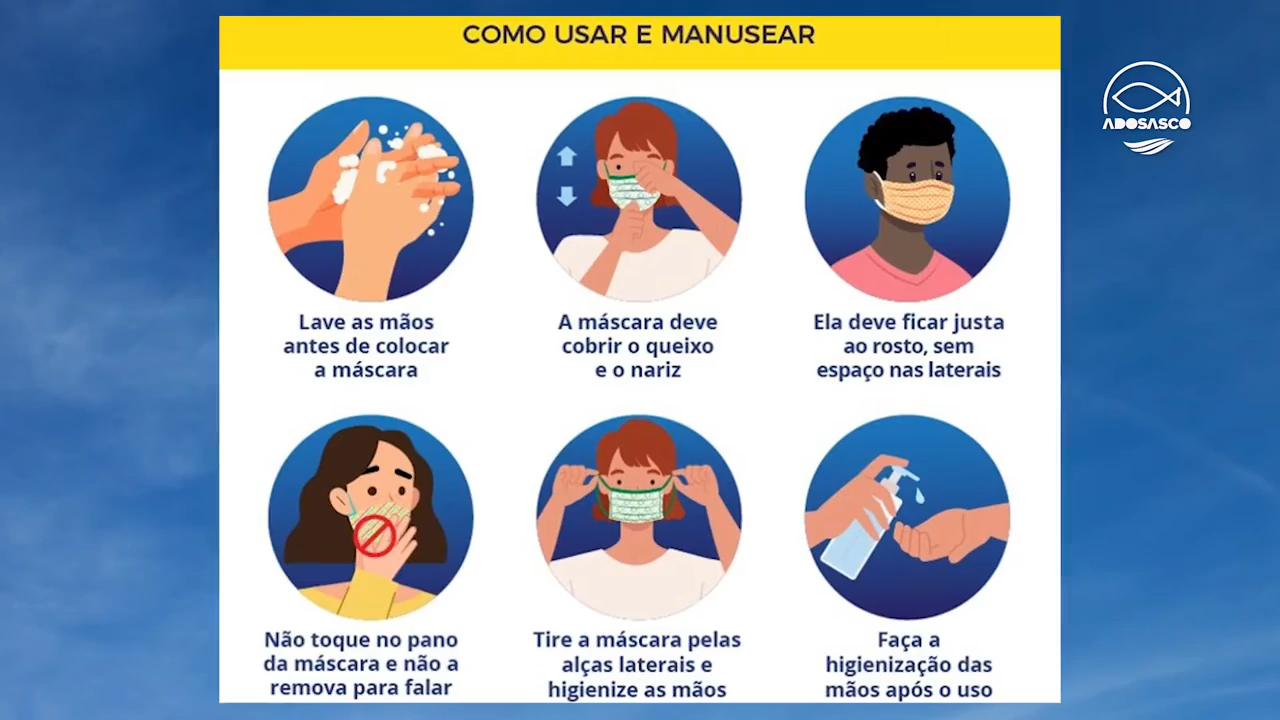 COMO USAR E MANUSEAR
ADOSASCO
Lave as mãos
antes de colocar
a máscara
A máscara deve
cobrir o queixo
e o nariz
Ela deve ficar justa
ao rosto, sem
espaço nas laterais
Não toque no pano
da máscara e não a
remova para falar
Tire a máscara pelas
alças laterais e
higienize as mãos
Faça a
higienização das
mãos após o uso